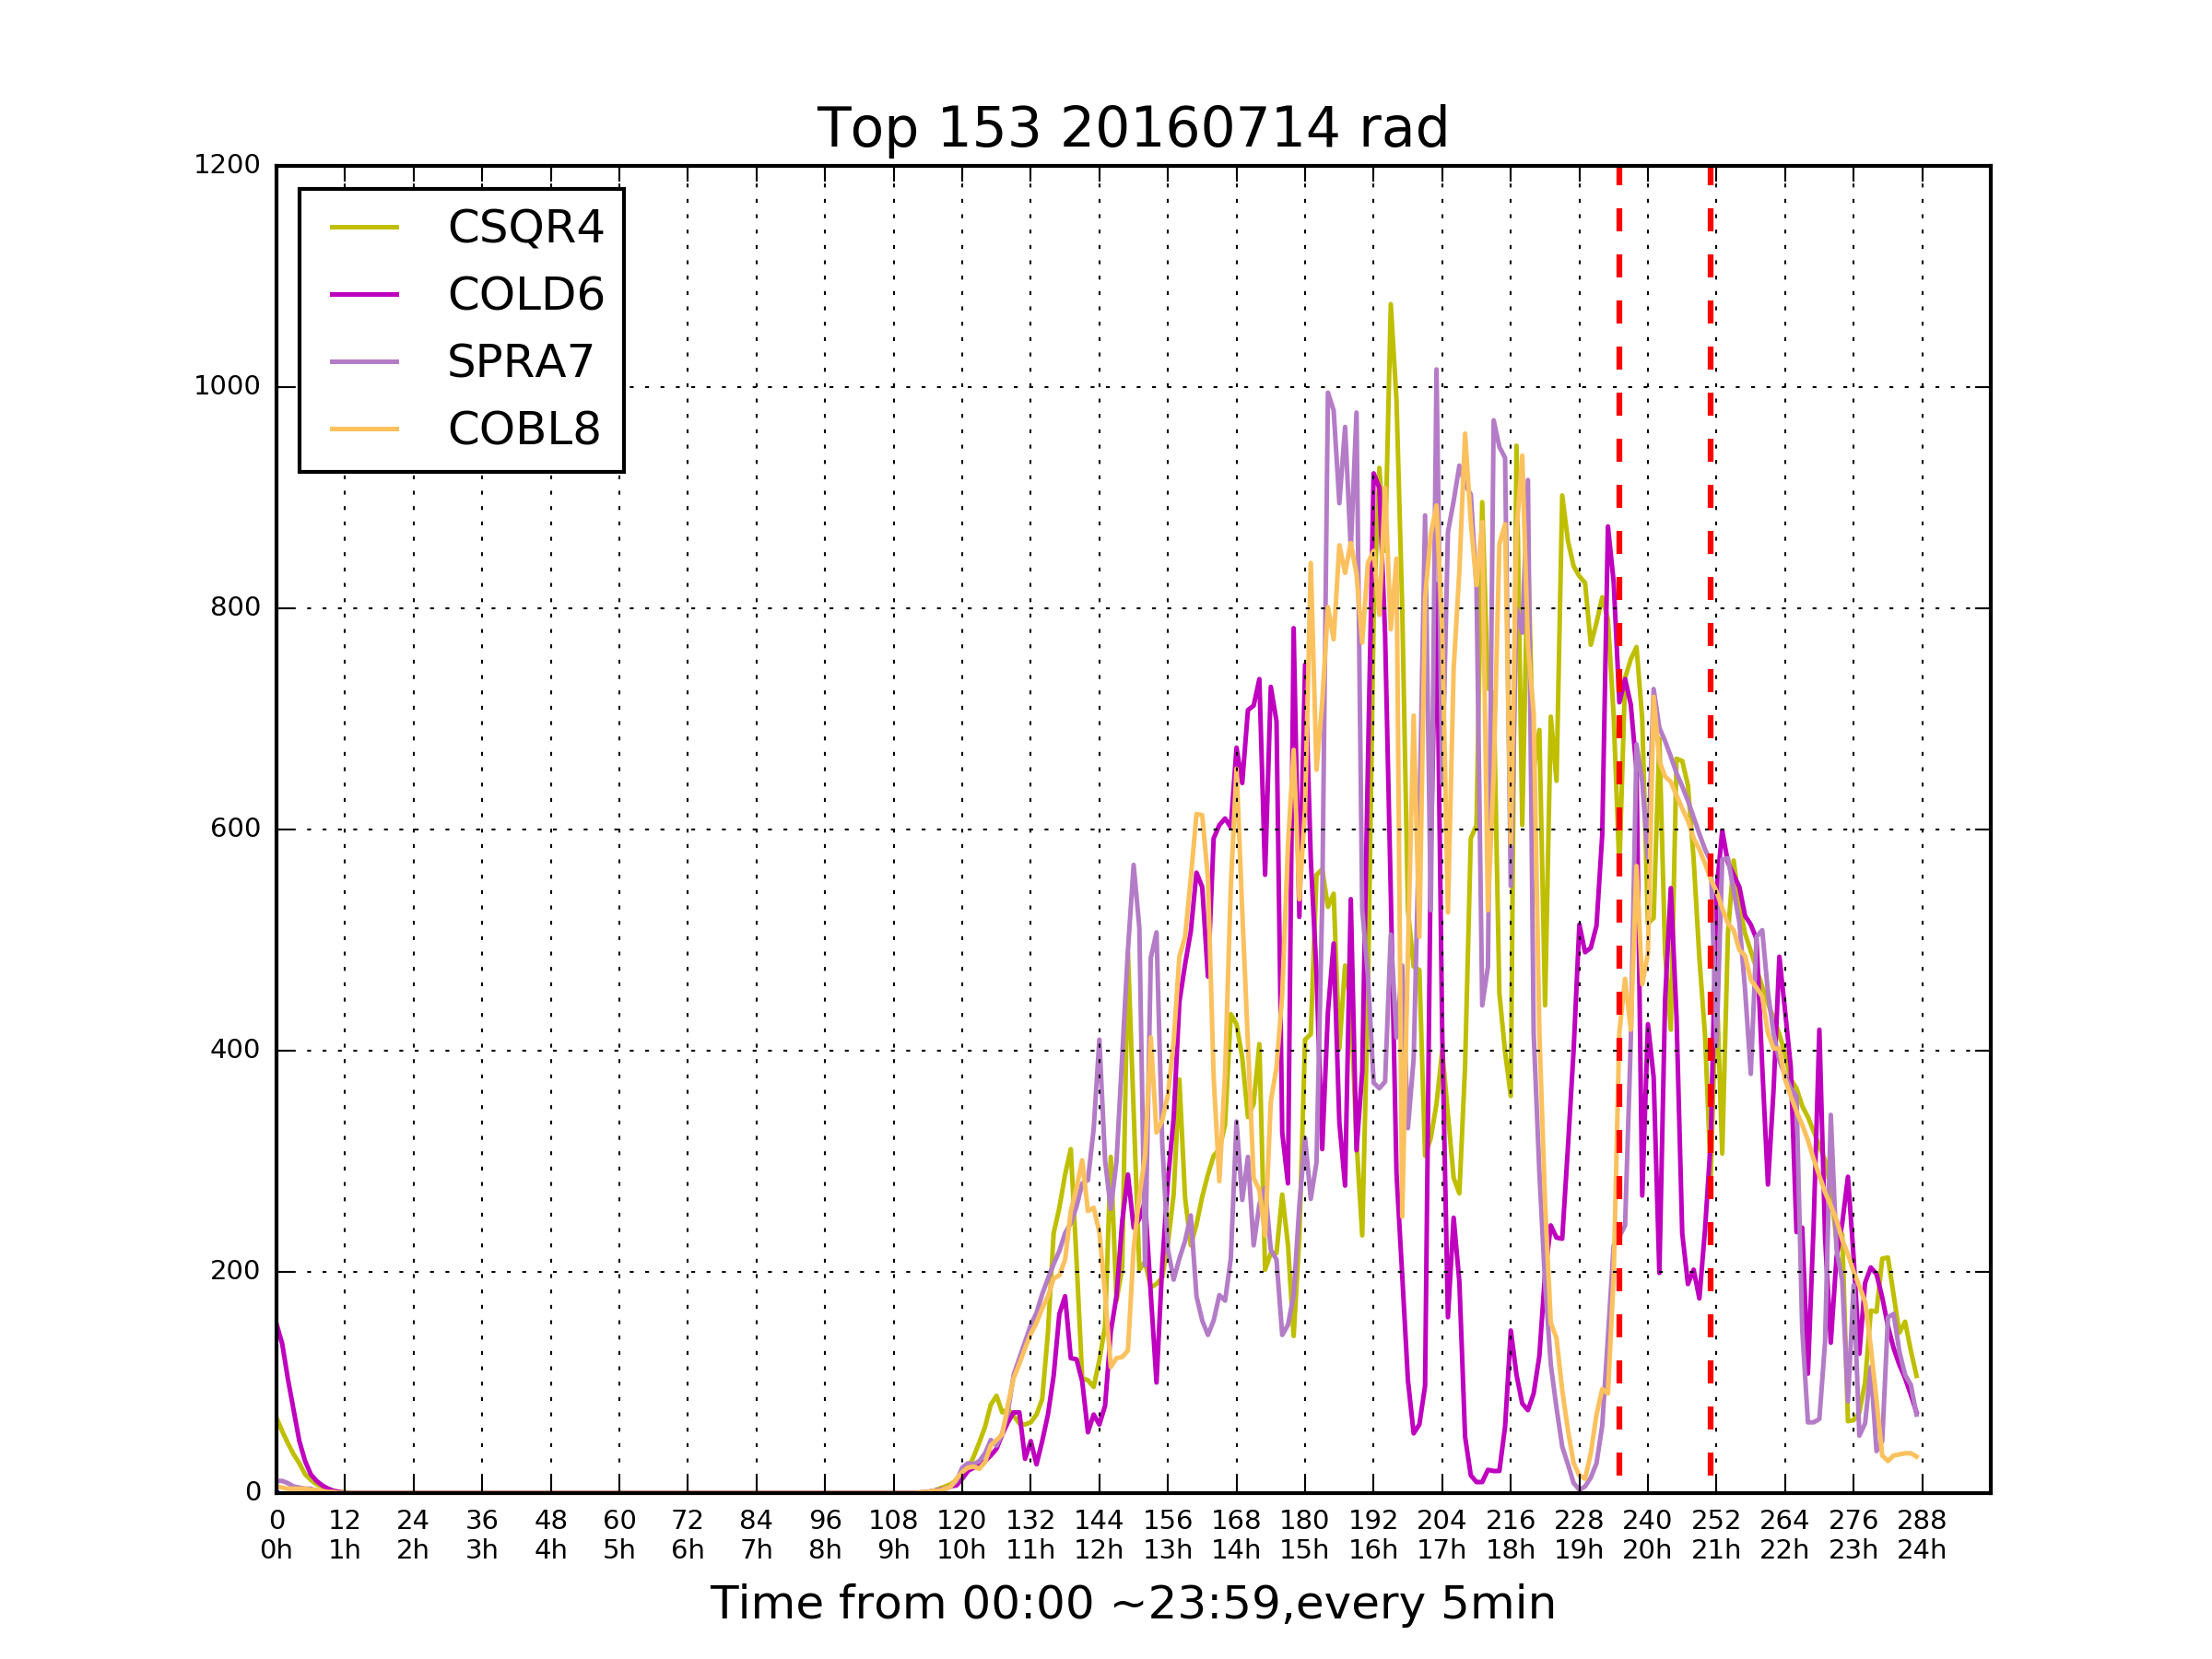 Top 153 20160714 rad
1200
1000
800
600
400
200
0
CSQR4
COLD6
SPRA7
COBL8
0 12 24 36 48 60 72 84 96 108 120 132 144 156 168 180 192 204 216 228 240 252 264 276 288
0h 1h 2h 3h 4h 5h 6h 7h 8h 9h 10h 11h 12h 13h 14h 15h 16h 17h 18h 19h 20h 21h 22h 23h 24h
Time from 00:00 ~23:59,every 5min